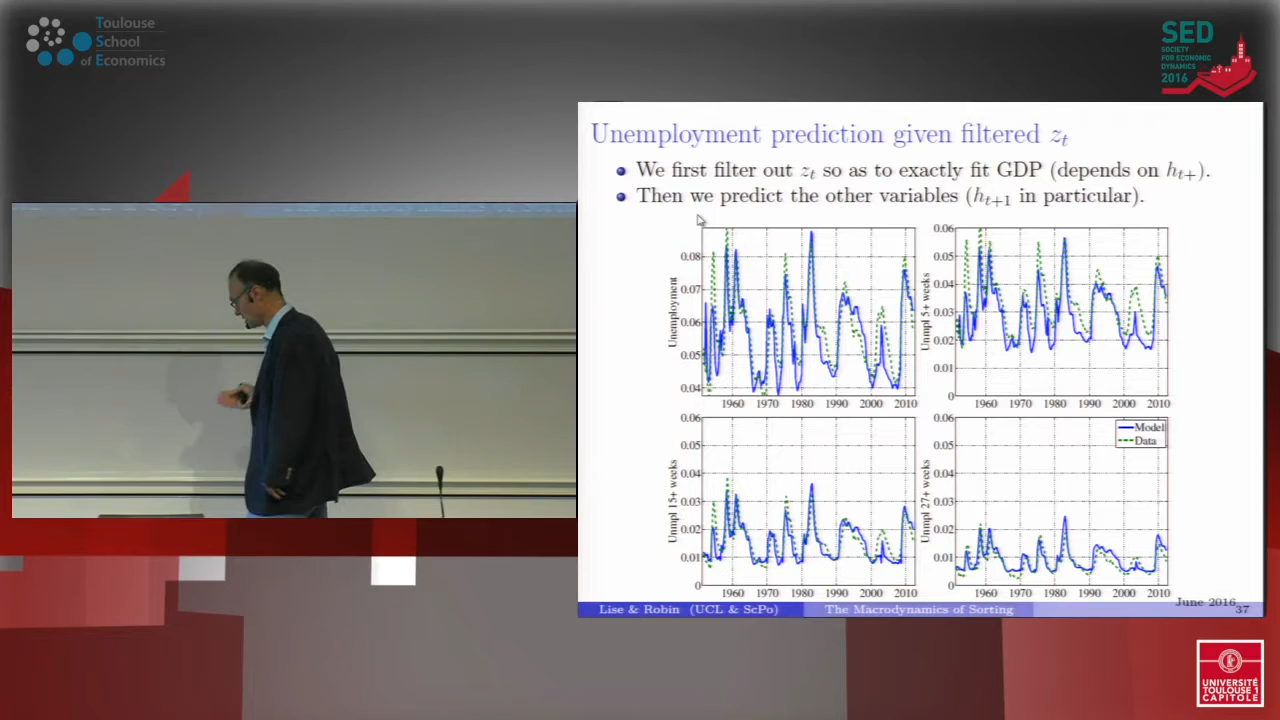 Toulouse
School
of Economics
SED
SOCIETY
FOR ECONOMIC
DYNAMICS
2016
Unemployment prediction given filtered z_t
We first filter out z_t so as to exactly fit GDP (depends on h_{t+}).
Then we predict the other variables (h_{t+1} in particular).
Unemployment
0.08
0.07
0.06
0.05
0.04
1960 1970 1980 1990 2000 2010
Unmpl 5+ weeks
0.06
0.05
0.04
0.03
0.02
0.01
0
1960 1970 1980 1990 2000 2010
Unmpl 15+ weeks
0.06
0.05
0.04
0.03
0.02
0.01
0
1960 1970 1980 1990 2000 2010
Unmpl 27+ weeks
0.06
0.05
0.04
0.03
0.02
0.01
0
1960 1970 1980 1990 2000 2010
Model
Data
Lise & Robin (UCL & ScPo) The Macrodynamics of Sorting June 2016 37
UNIVERSITÉ
TOULOUSE 1
CAPITOLE